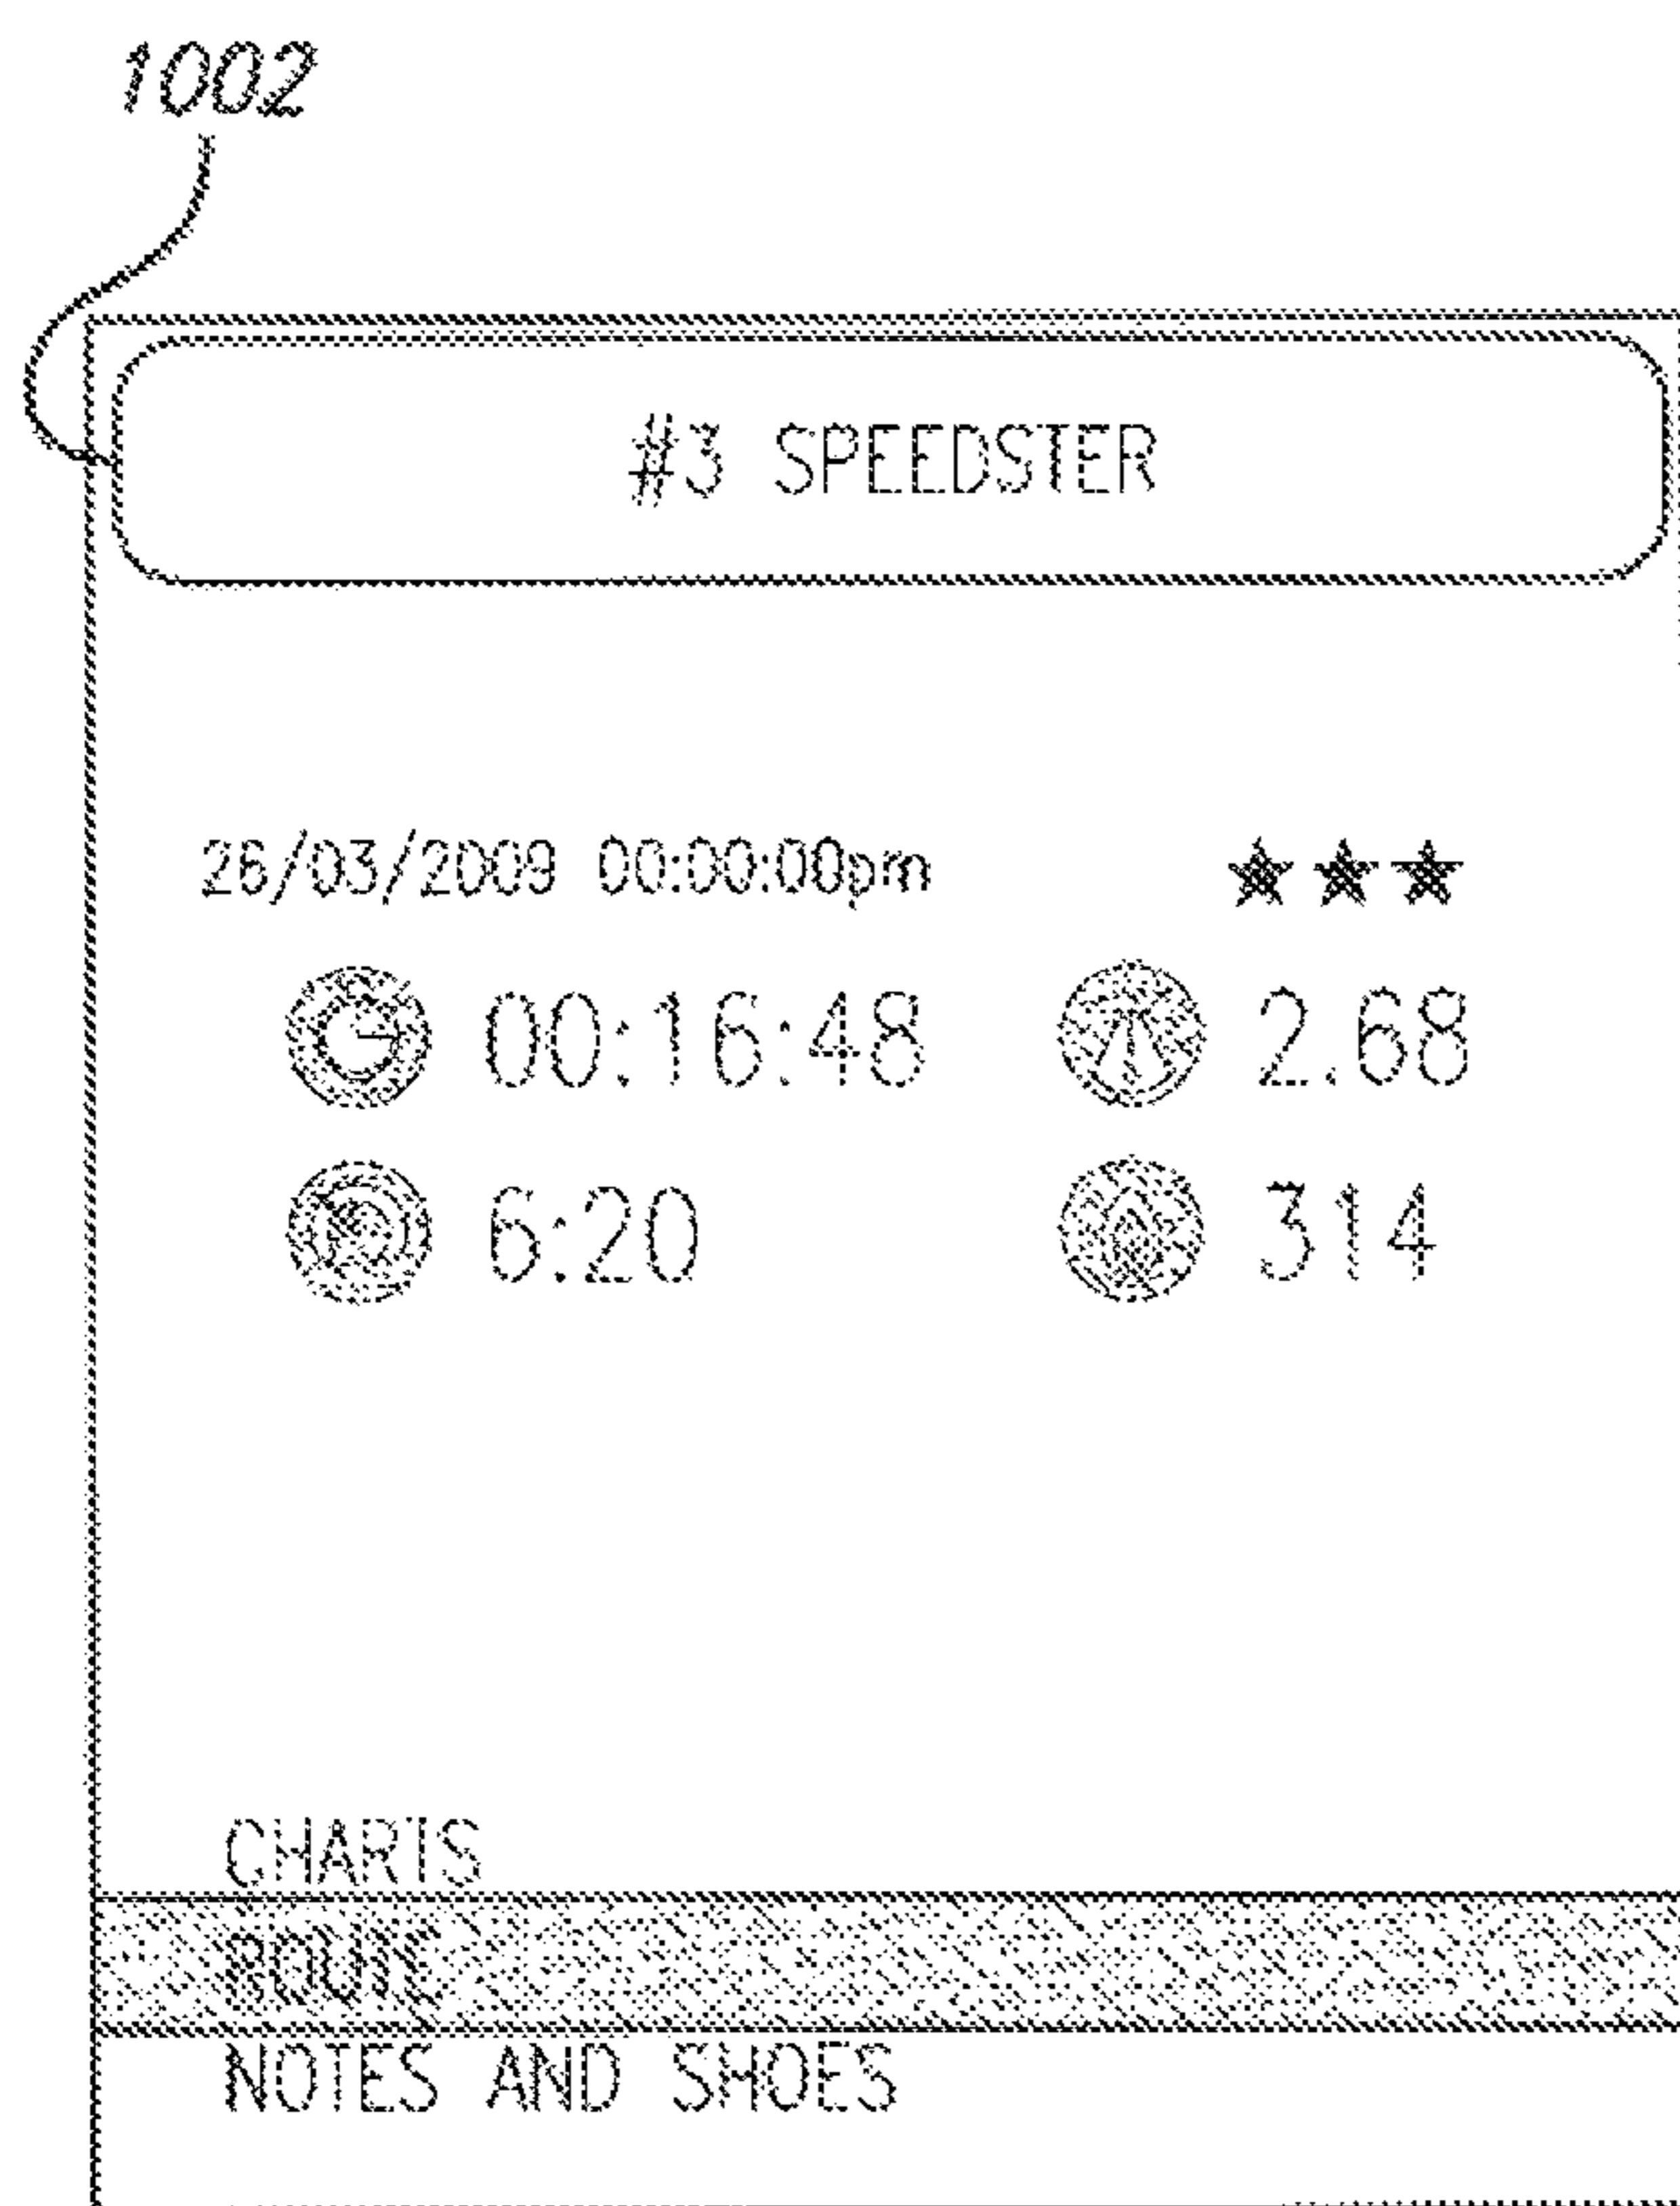 1002
#3 SPEEDSTER
26/03/2009 00:00:00pm ★★★
00:16:48 2.68
6:20 314
CHARTS
ROUTE
NOTES AND SHOES